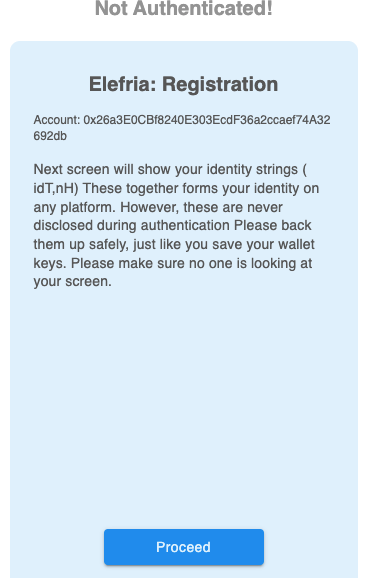 Not Authenticated!
Elefria: Registration
Account: 0x26a3E0CBf8240E303EcdF36a2ccaef74A32
692db
Next screen will show your identity strings (
idT,nH) These together forms your identity on
any platform. However, these are never
disclosed during authentication Please back
them up safely, just like you save your wallet
keys. Please make sure no one is looking at
your screen.
Proceed